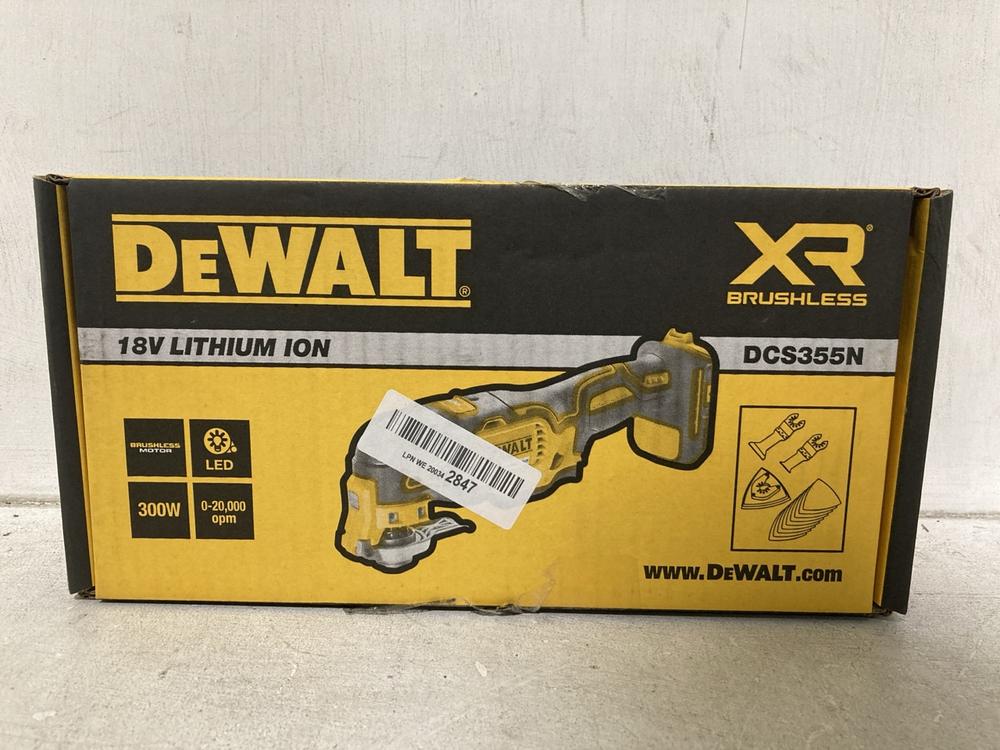 DEWALT®
XR®
BRUSHLESS
18V LITHIUM ION
DCS355N
BRUSHLESS
MOTOR
LED
300W
0-20,000
opm
WALT
LPN WE 20034 2847
www.DEWALT.com